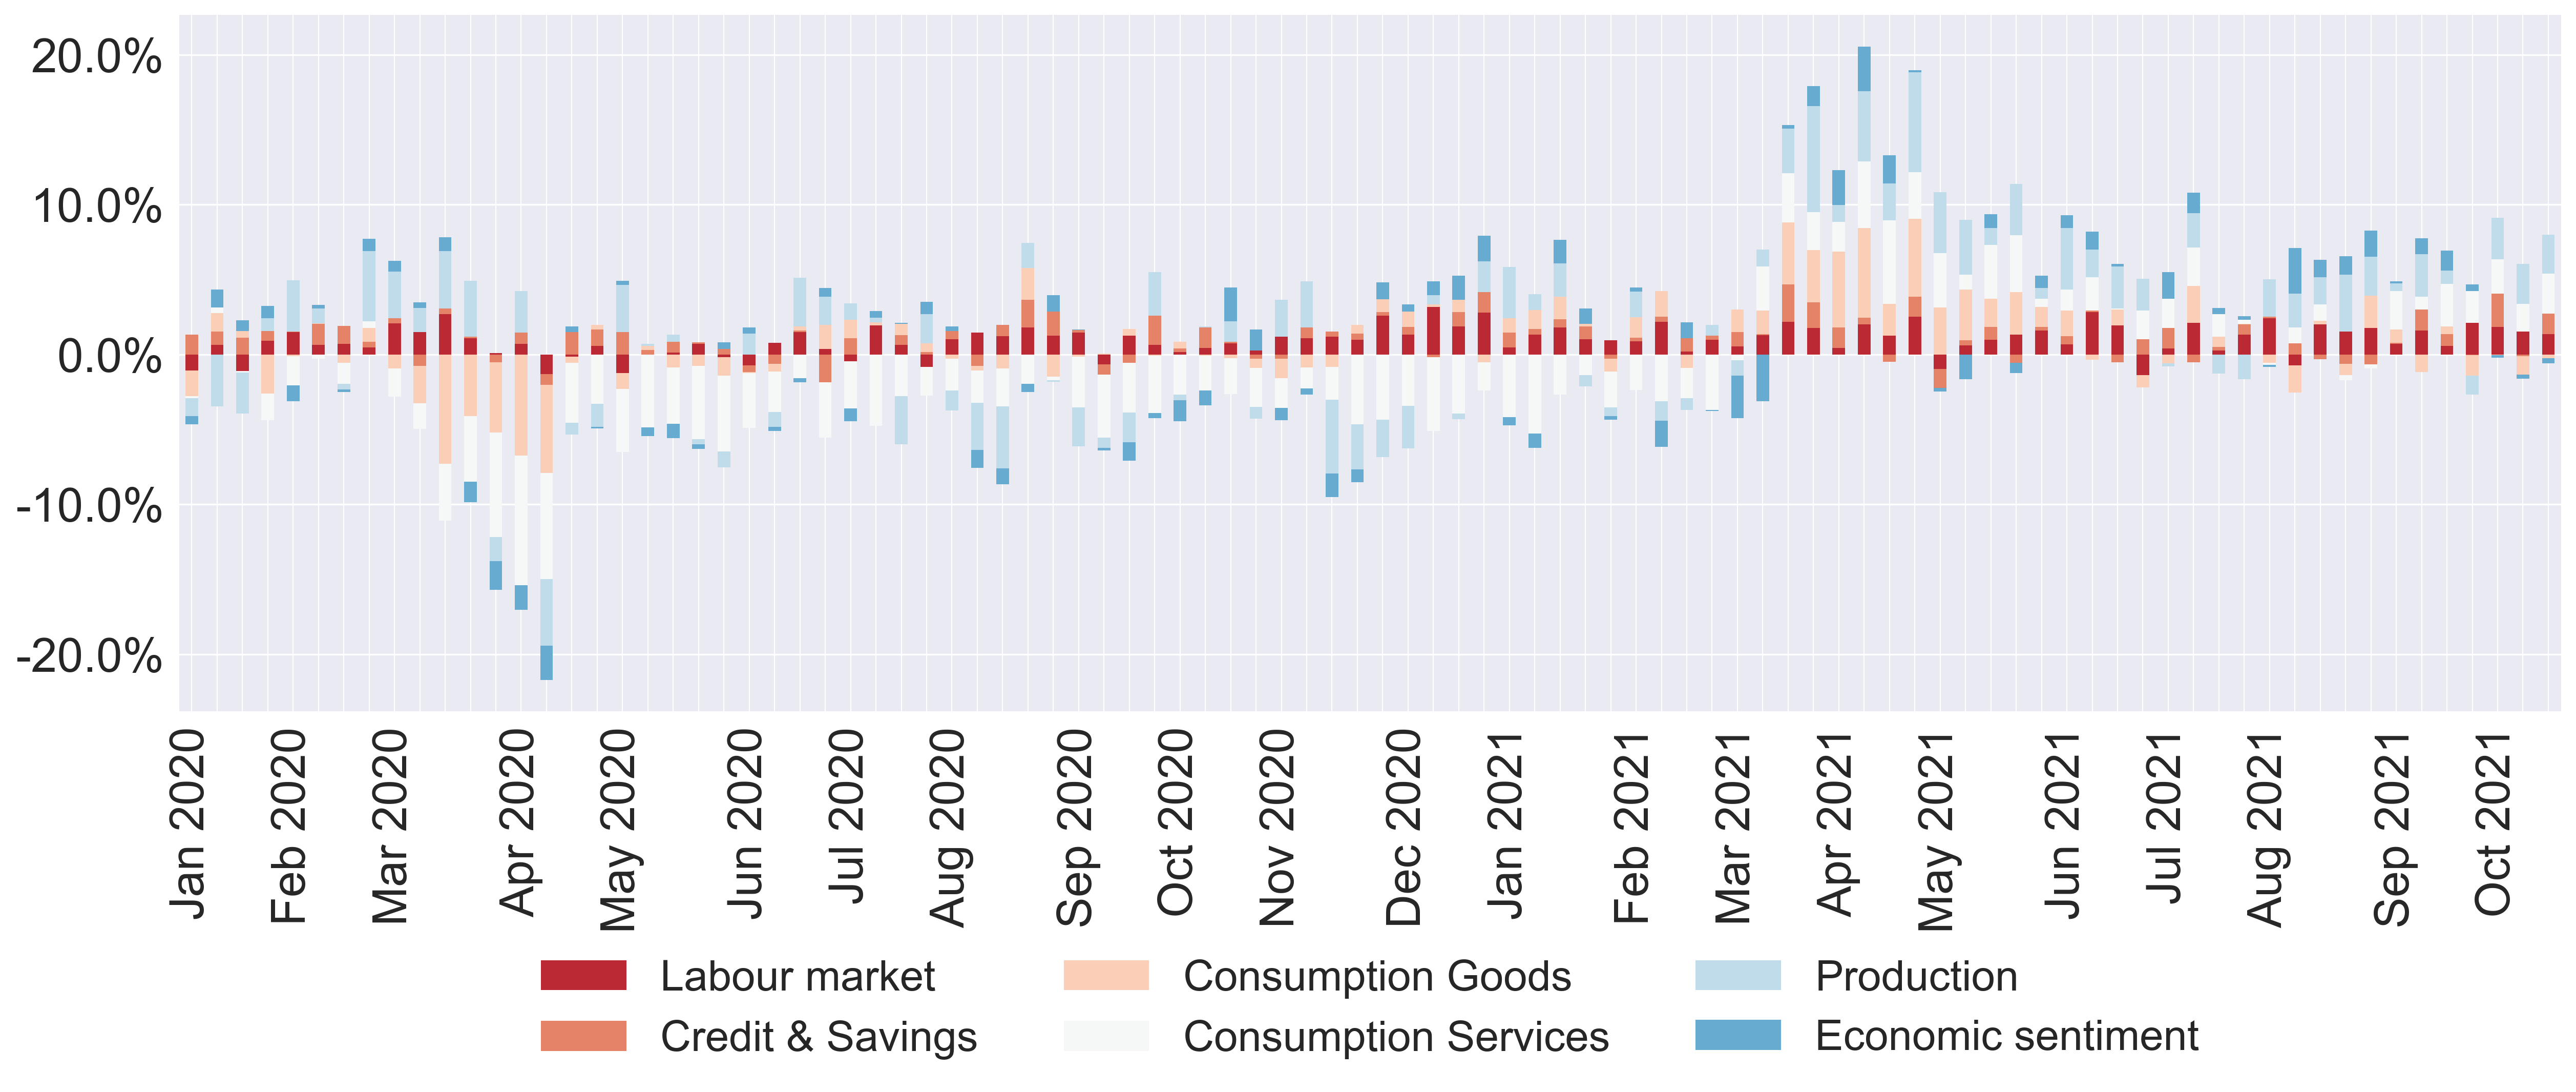 20.0%
10.0%
0.0%
-10.0%
-20.0%
Jan 2020
Feb 2020
Mar 2020
Apr 2020
May 2020
Jun 2020
Jul 2020
Aug 2020
Sep 2020
Oct 2020
Nov 2020
Dec 2020
Jan 2021
Feb 2021
Mar 2021
Apr 2021
May 2021
Jun 2021
Jul 2021
Aug 2021
Sep 2021
Oct 2021
Labour market
Consumption Goods
Production
Credit & Savings
Consumption Services
Economic sentiment